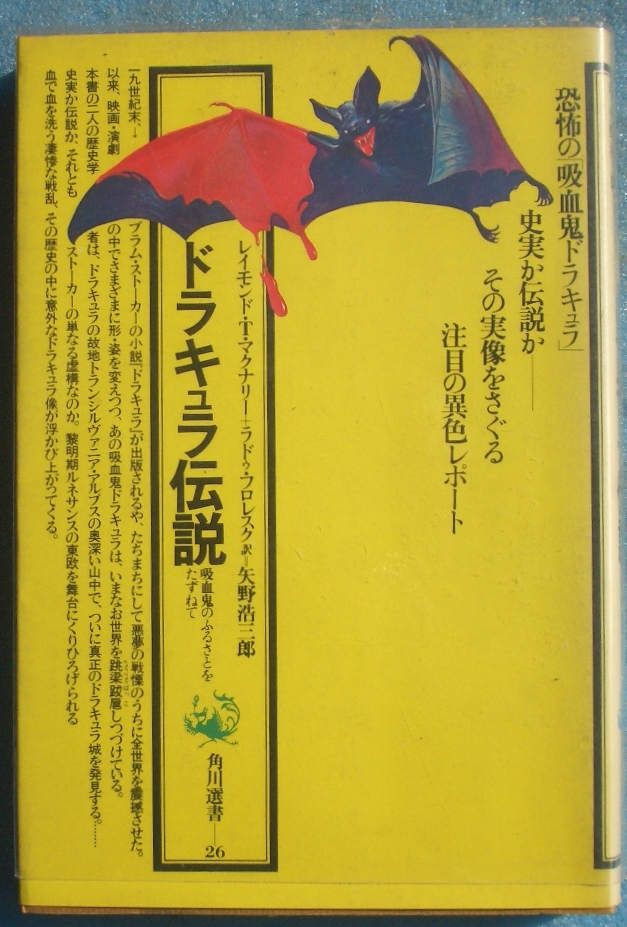 恐怖の「吸血鬼ドラキュラ」
史実か伝説か――
その実像をさぐる
注目の異色レポート
レイモンド・T・マクナリー+ラドゥ・フロレスク 訳=矢野浩三郎
ドラキュラ伝説
吸血鬼のふるさとを
たずねて
角川選書――26
一九世紀末、ブラム・ストーカーの小説『ドラキュラ』が出版されるや、たちまちにして悪夢の戦慄のうちに全世界を震撼させた。
以来、映画・演劇の中でさまざまに形・姿を変えつつ、あの吸血鬼ドラキュラは、いまなお世界を跳梁跋扈しつづけている。
本書の二人の歴史学者は、ドラキュラの故地トランシルヴァニア・アルプスの奥深い山中で、ついに真正のドラキュラ城を発見する。……
史実か伝説か、それともストーカーの単なる虚構なのか。黎明期ルネサンスの東欧を舞台にくりひろげられる
血で血を洗う凄惨な戦乱、その歴史の中に意外なドラキュラ像が浮かび上がってくる。